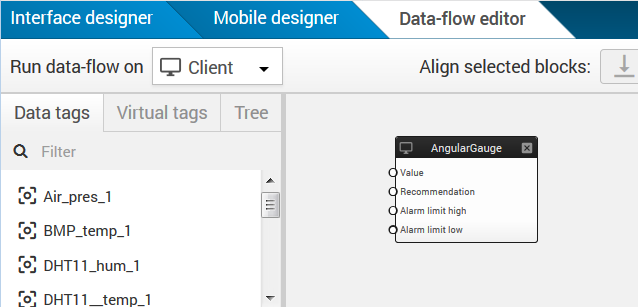 Interface designer Mobile designer Data-flow editor
Run data-flow on Client Align selected blocks:
Data tags Virtual tags Tree
Filter
Air_pres_1
BMP_temp_1
DHT11_hum_1
DHT11__temp_1
AngularGauge
Value
Recommendation
Alarm limit high
Alarm limit low